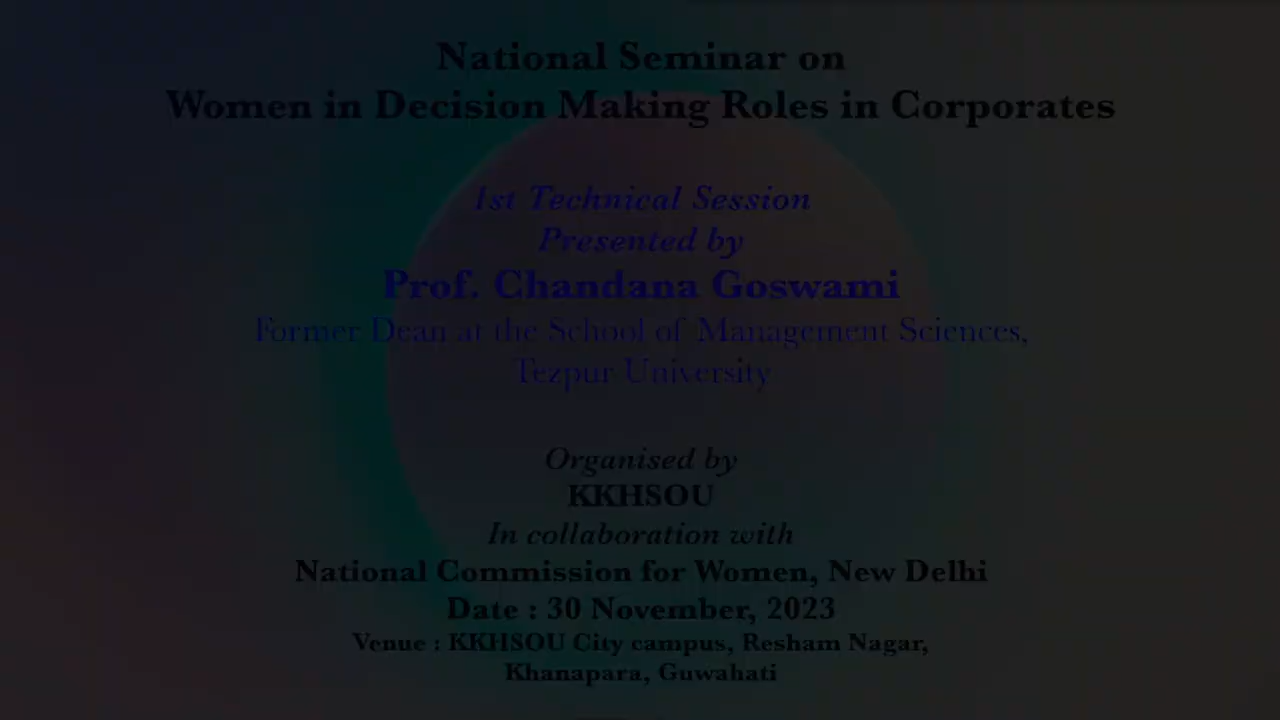 National Seminar on
Women in Decision Making Roles in Corporates
1st Technical Session
Presented by
Prof. Chandana Goswami
Former Dean at the School of Management Sciences,
Tezpur University
Organised by
KKHSOU
In collaboration with
National Commission for Women, New Delhi
Date : 30 November, 2023
Venue : KKHSOU City campus, Resham Nagar,
Khanapara, Guwahati